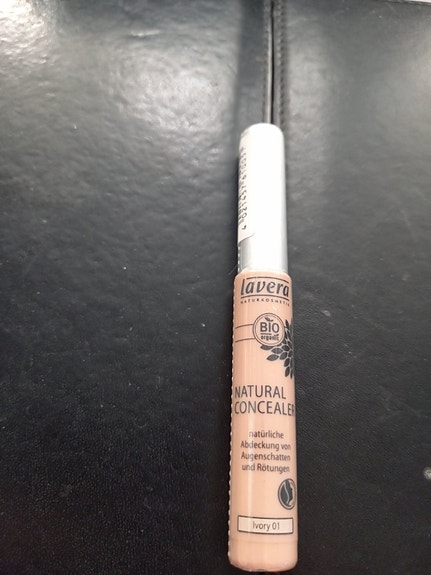 lavera
NATURKOSMETIK
BIO
organic
NATURAL
CONCEALER
natürliche
Abdeckung von
Augenschatten
und Rötungen
Ivory 01